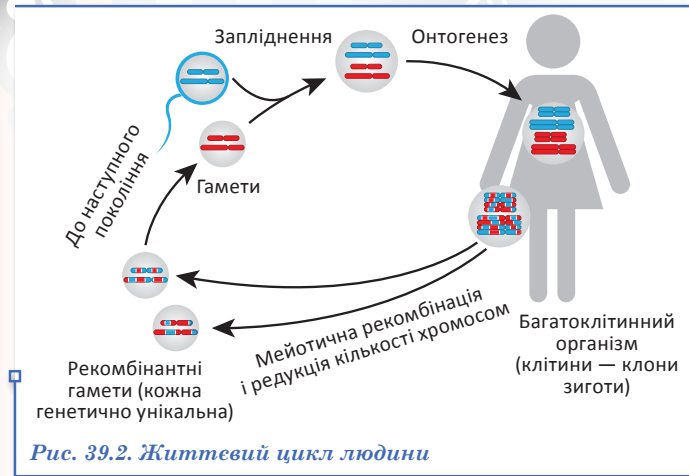 Запліднення
Онтогенез
До наступного
покоління
Гамети
Мейотична рекомбінація
і редукція кількості хромосом
Рекомбінантні
гамети (кожна
генетично унікальна)
Багатоклітинний
організм
(клітини — клони
зиготи)
Рис. 39.2. Життєвий цикл людини